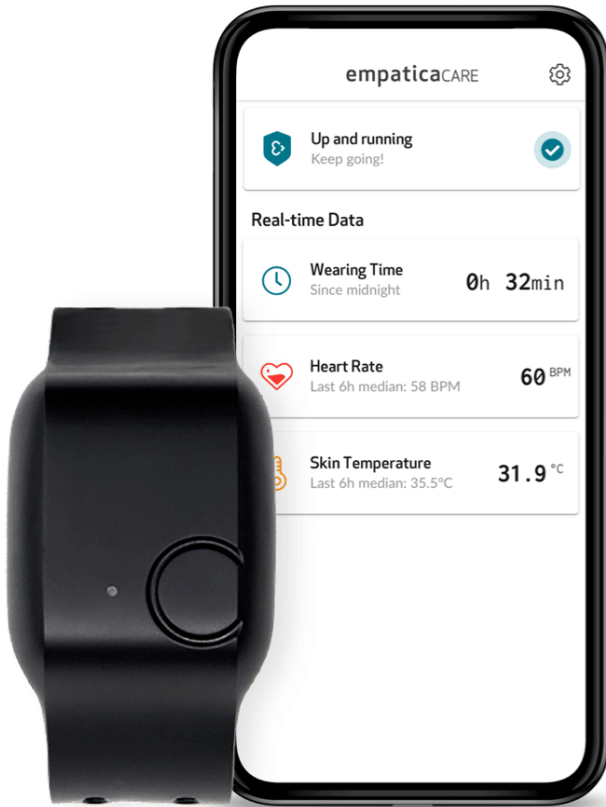 empaticaCARE
Up and running
Keep going!
Real-time Data
Wearing Time
Since midnight
0h 32min
Heart Rate
Last 6h median: 58 BPM
60 BPM
Skin Temperature
Last 6h median: 35.5°C
31.9 °C